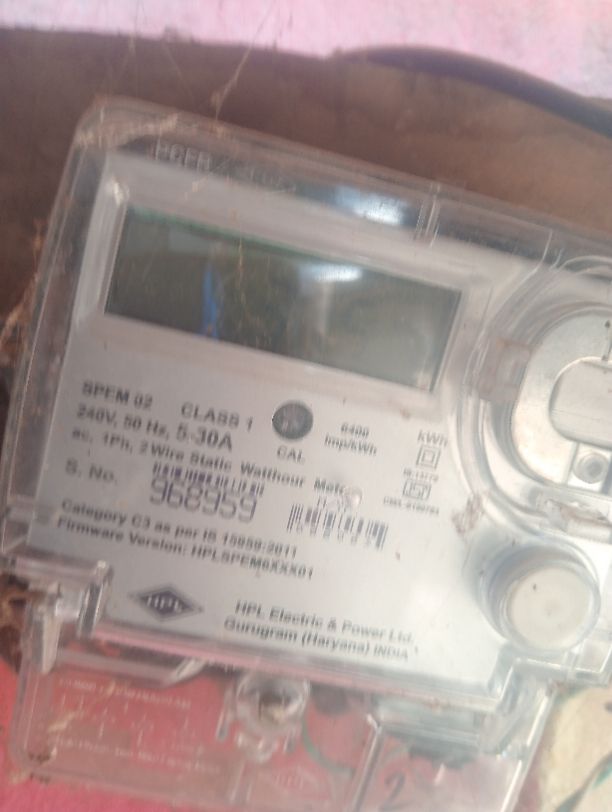 SPEM 02 CLASS 1
240V, 50 Hz, 5-30A
ac, 1Ph, 2 Wire Static Watthour Meter
CAL
6400
imp/kWh
kWh
S. No.
968959
Category C3 as per IS 15959:2011
Firmware Version: HPLSPEM6XXX01
HPL
HPL Electric & Power Ltd.
Gurugram (Haryana) INDIA
2